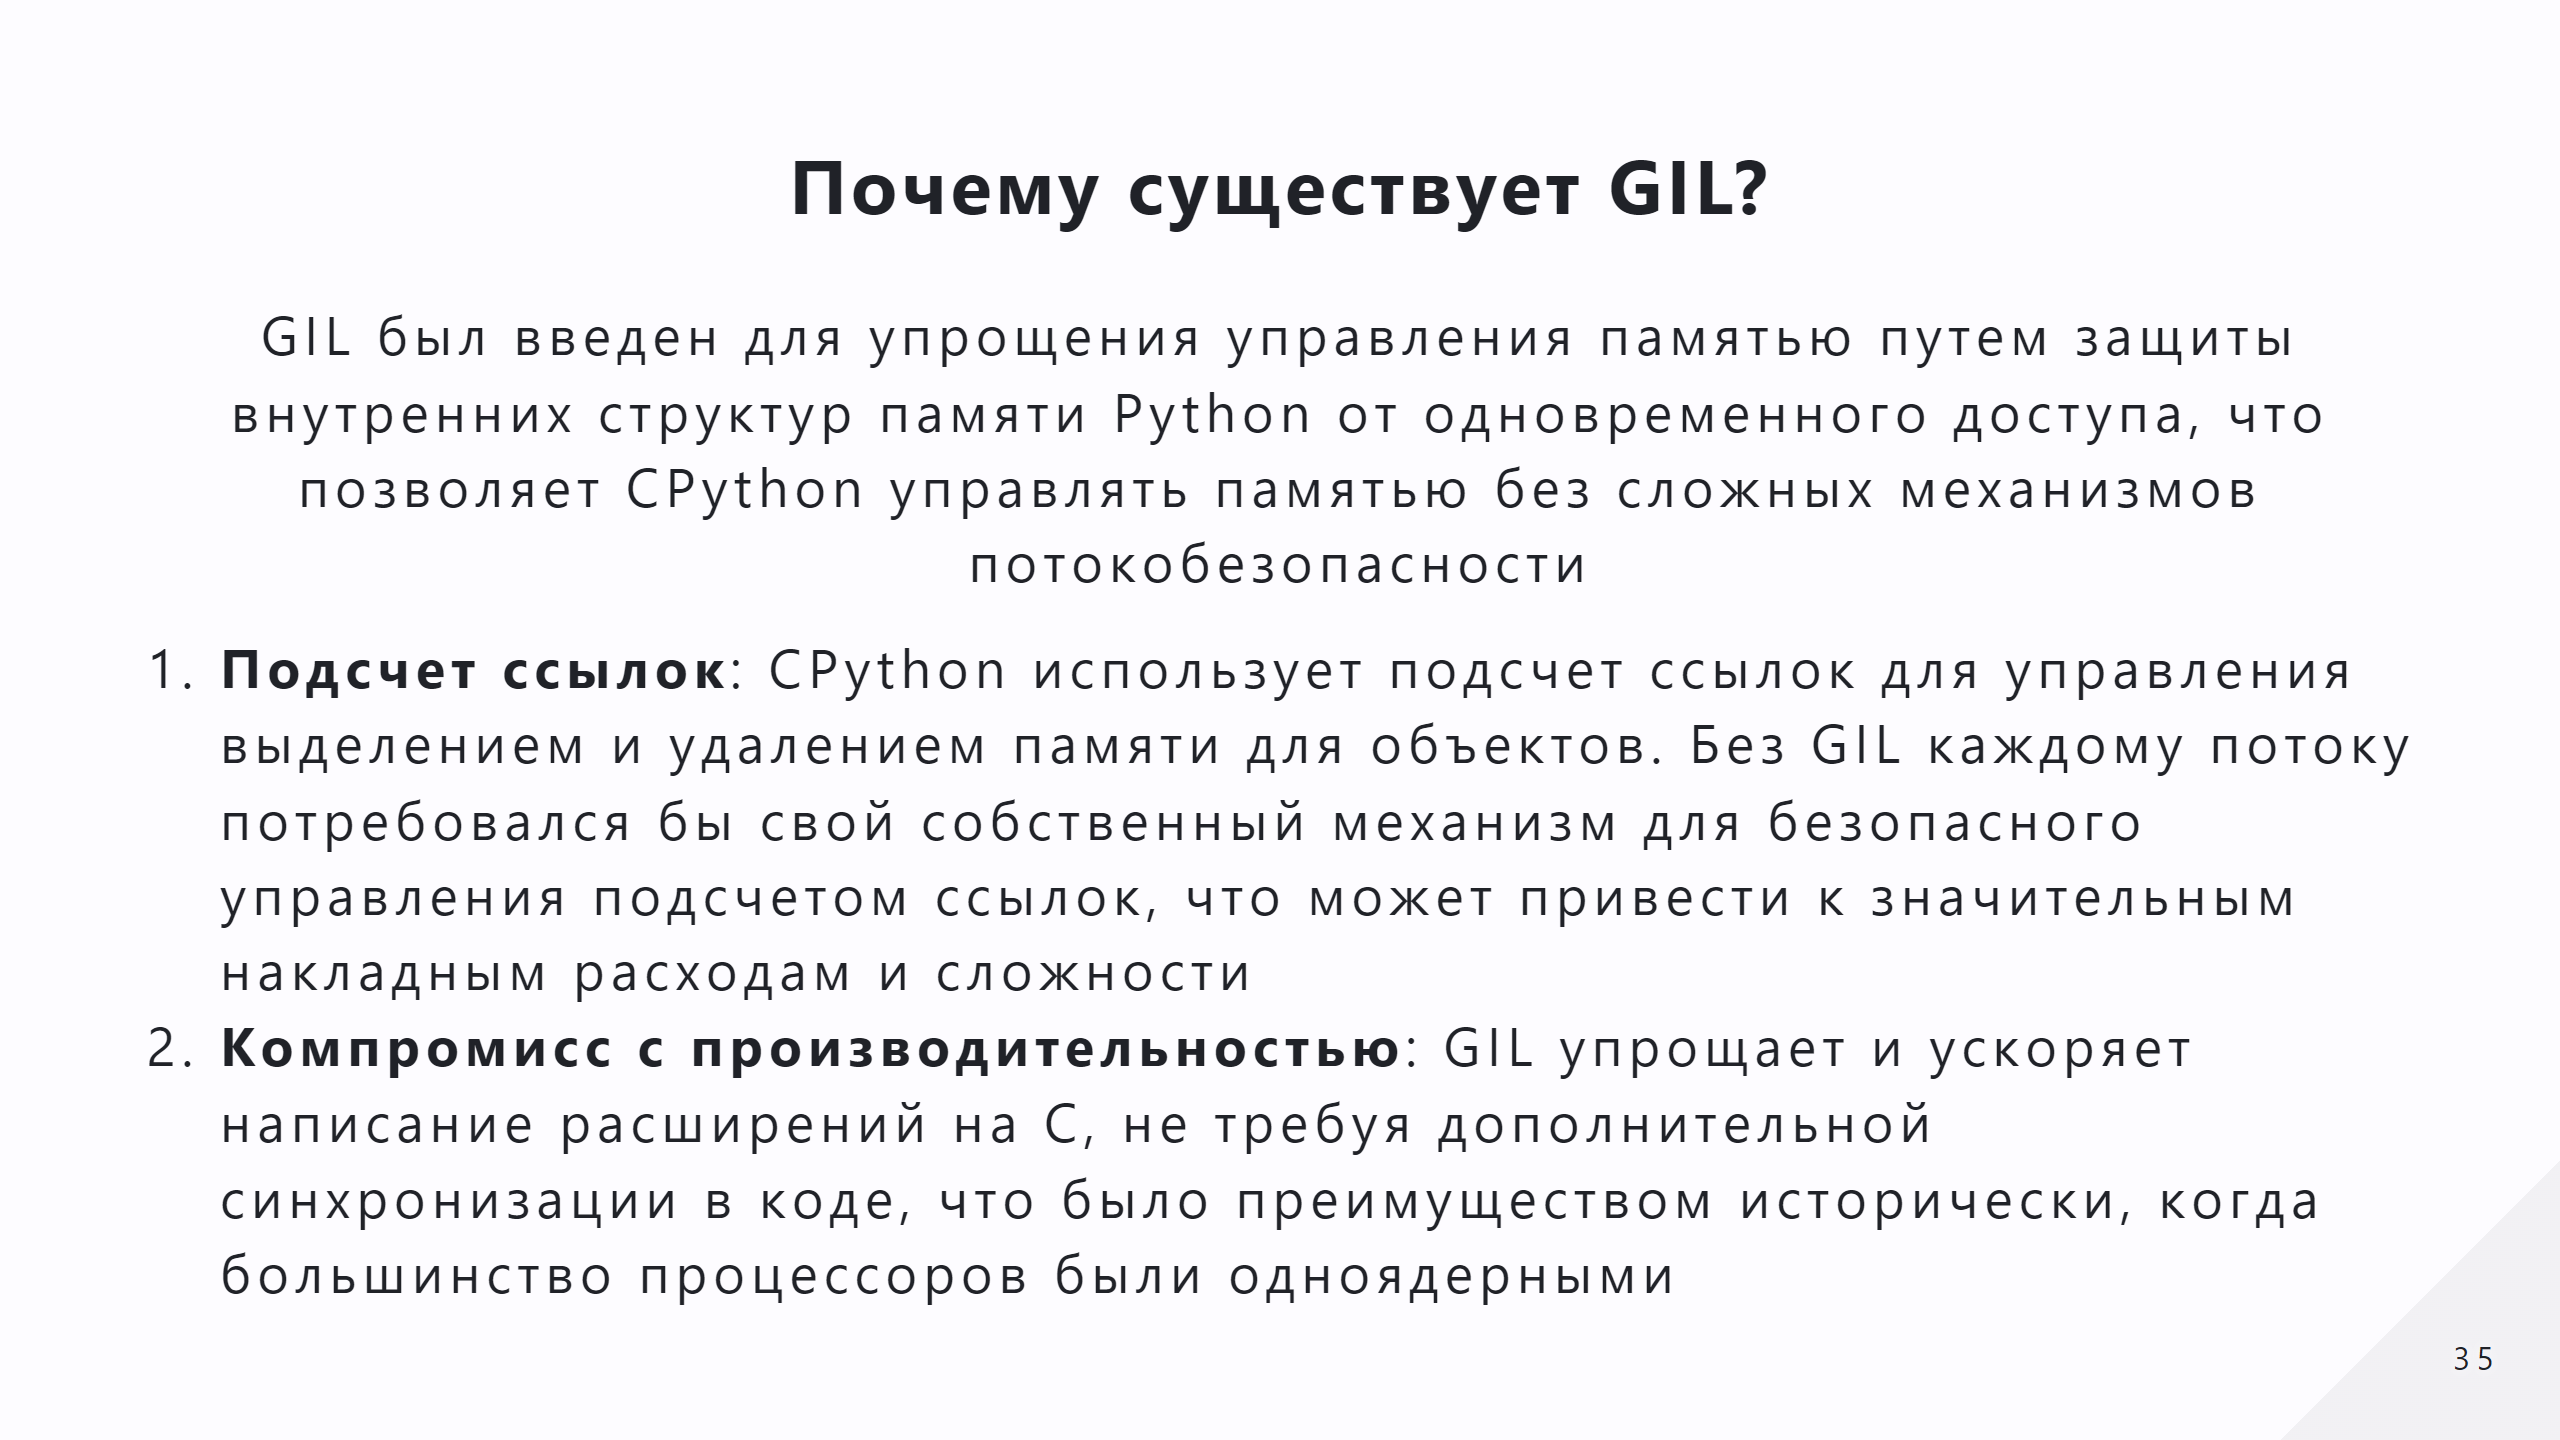 Почему существует GIL?
GIL был введен для упрощения управления памятью путем защиты
внутренних структур памяти Python от одновременного доступа, что
позволяет CPython управлять памятью без сложных механизмов
потокобезопасности
1. Подсчет ссылок: CPython использует подсчет ссылок для управления
выделением и удалением памяти для объектов. Без GIL каждому потоку
потребовался бы свой собственный механизм для безопасного
управления подсчетом ссылок, что может привести к значительным
накладным расходам и сложности
2. Компромисс с производительностью: GIL упрощает и ускоряет
написание расширений на C, не требуя дополнительной
синхронизации в коде, что было преимуществом исторически, когда
большинство процессоров были одноядерными
35